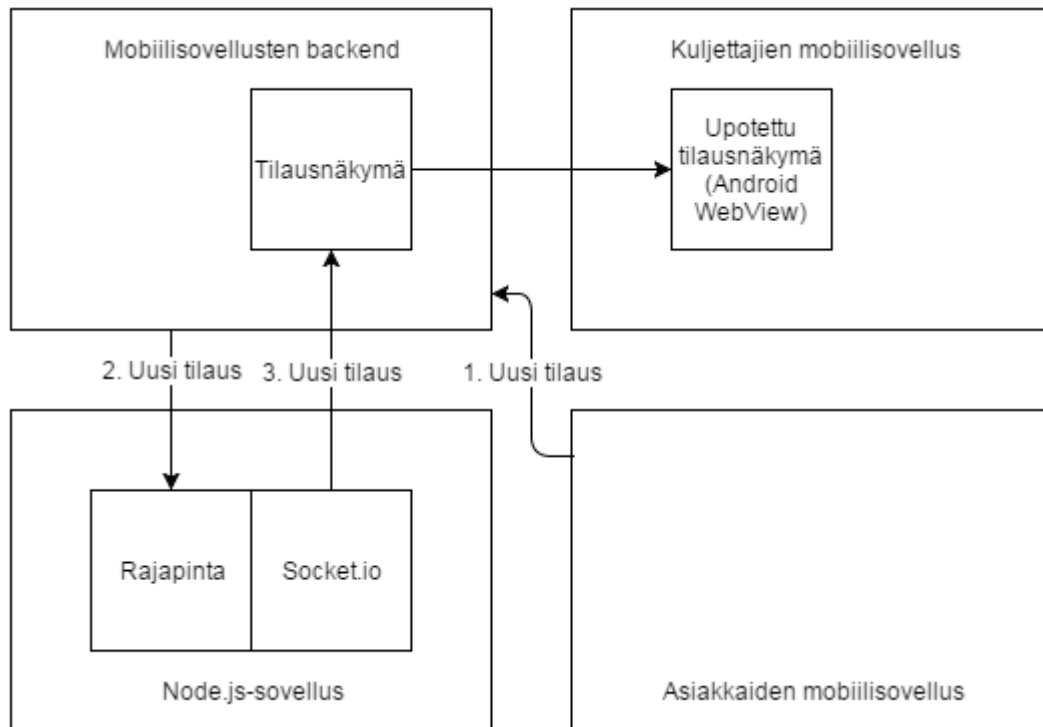 Mobiilisovellusten backend
Kuljettajien mobiilisovellus
Tilausnäkymä
Upotettu
tilausnäkymä
(Android
WebView)
2. Uusi tilaus
3. Uusi tilaus
1. Uusi tilaus
Rajapinta
Socket.io
Node.js-sovellus
Asiakkaiden mobiilisovellus